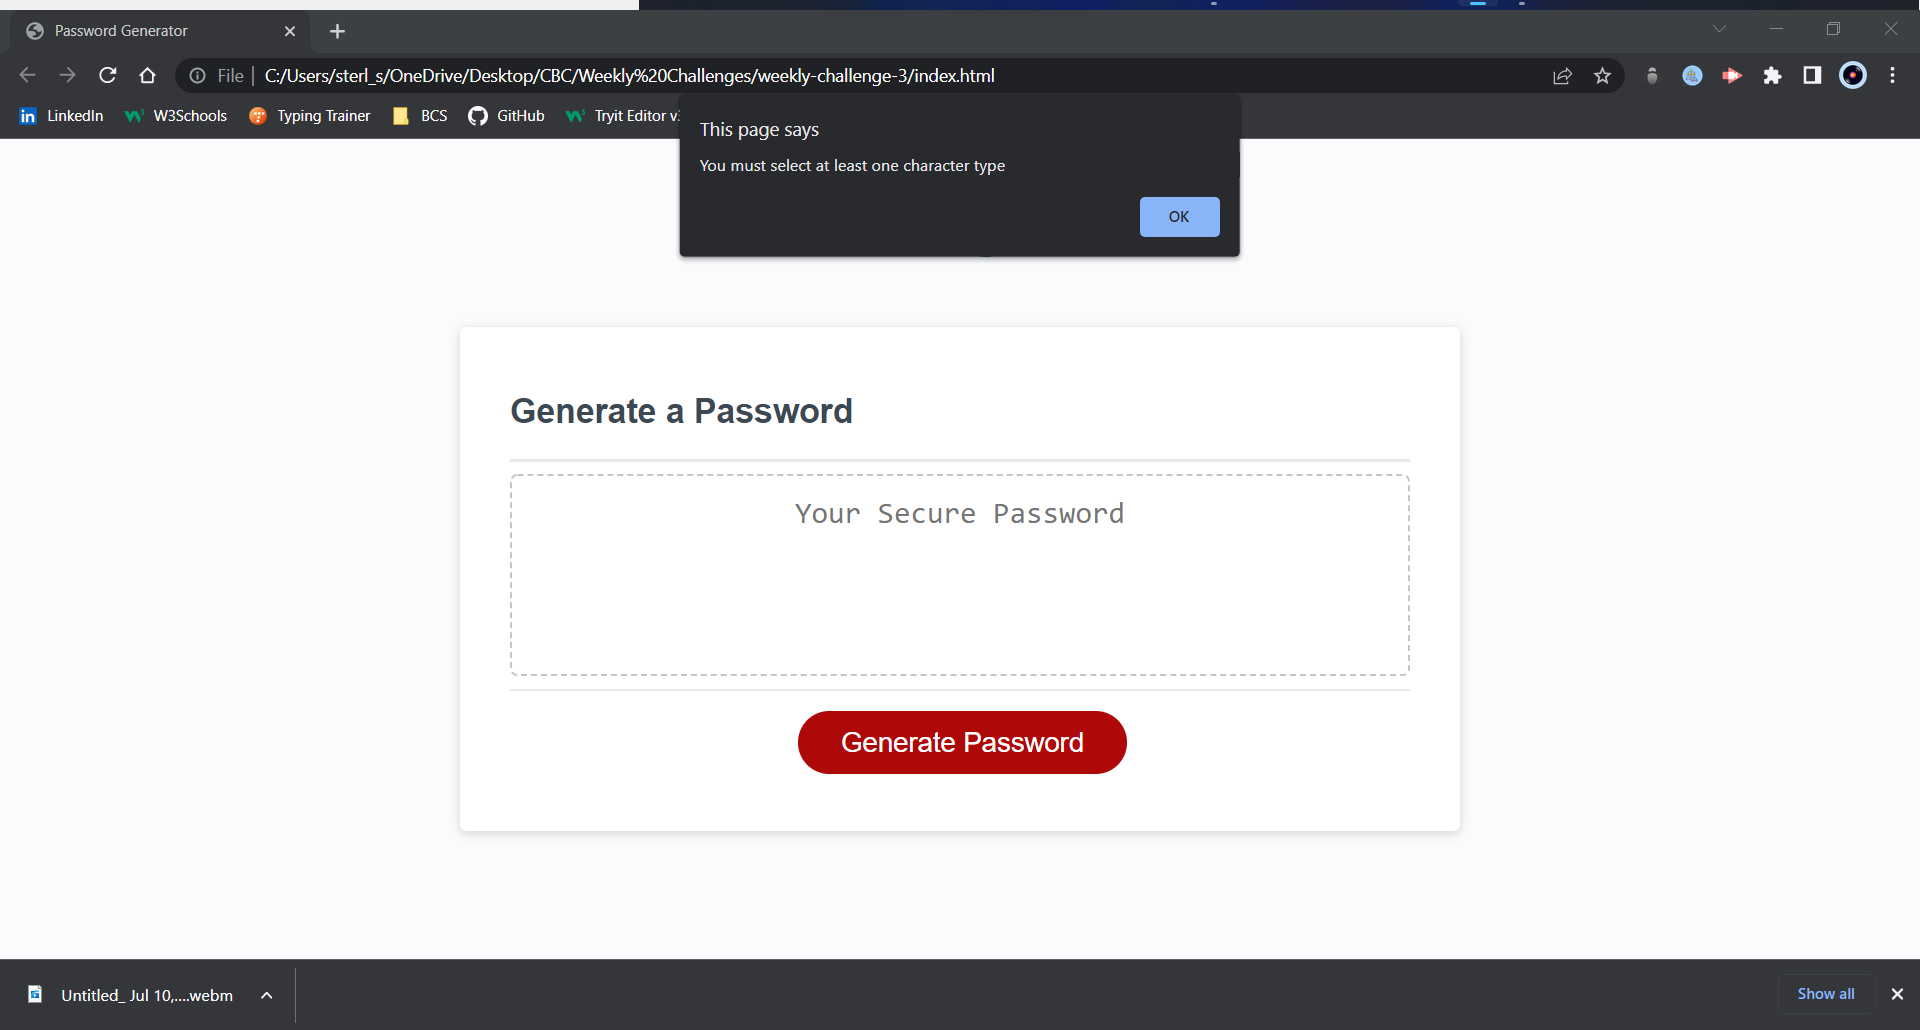 Password Generator
File C:/Users/sterl_s/OneDrive/Desktop/CBC/Weekly%20Challenges/weekly-challenge-3/index.html
in LinkedIn W3Schools Typing Trainer BCS GitHub Tryit Editor v3
This page says
You must select at least one character type
OK
Generate a Password
Your Secure Password
Generate Password
Untitled_ Jul 10,....webm Show all